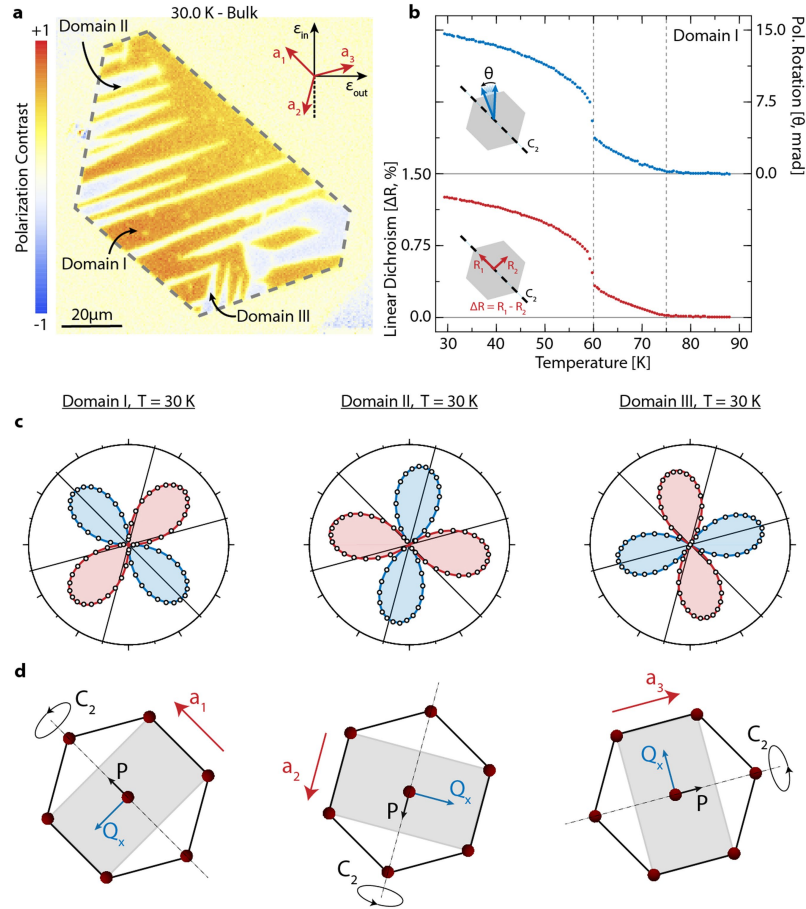 a
30.0 K - Bulk
b
+1
Polarization Contrast
-1
Domain II
Domain I
Domain III
20μm
ε_in
ε_out
a_1
a_2
a_3
Domain I
15.0
7.5
0.0
Pol. Rotation [θ, mrad]
1.50
0.75
0.0
Linear Dichroism [ΔR, %]
θ
C_2
R_1
R_2
C_2
ΔR = R_1 - R_2
30 40 50 60 70 80 90
Temperature [K]
Domain I, T = 30 K
Domain II, T = 30 K
Domain III, T = 30 K
c
d
C_2
a_1
P
Q_x
a_2
P
Q_x
C_2
a_3
C_2
Q_x
P